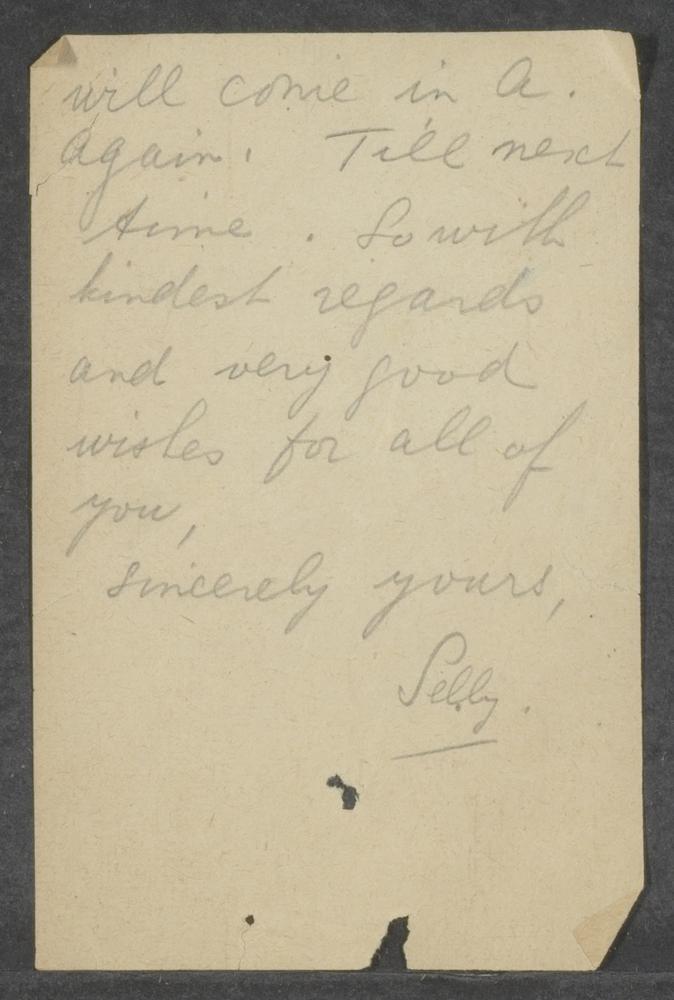 will come in A.
again. Till next
time. So with
kindest regards
and very good
wishes for all of
you,
sincerely yours,
Selly.